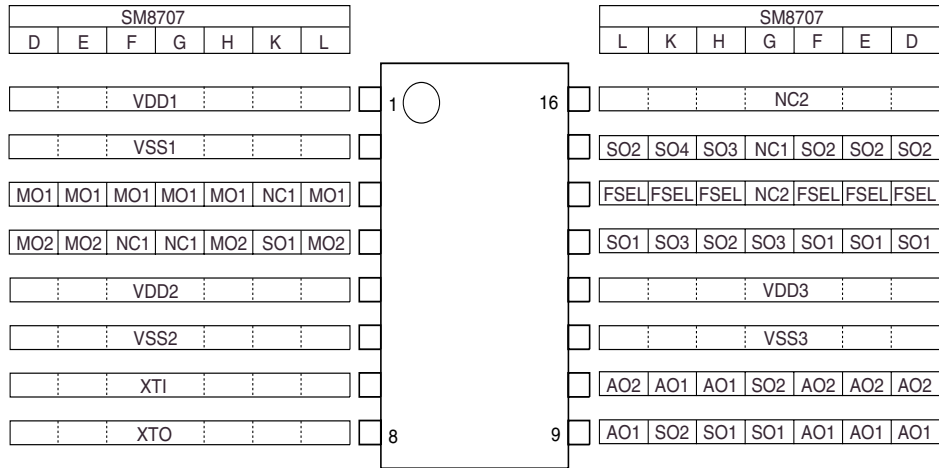 SM8707 SM8707
D E F G H K L L K H G F E D
VDD1 1 16 NC2
VSS1 SO2 SO4 SO3 NC1 SO2 SO2 SO2
MO1 MO1 MO1 MO1 MO1 NC1 MO1 FSEL FSEL FSEL NC2 FSEL FSEL FSEL
MO2 MO2 NC1 NC1 MO2 SO1 MO2 SO1 SO3 SO2 SO3 SO1 SO1 SO1
VDD2 VDD3
VSS2 VSS3
XTI AO2 AO1 AO1 SO2 AO2 AO2 AO2
XTO 8 9 AO1 SO2 SO1 SO1 AO1 AO1 AO1